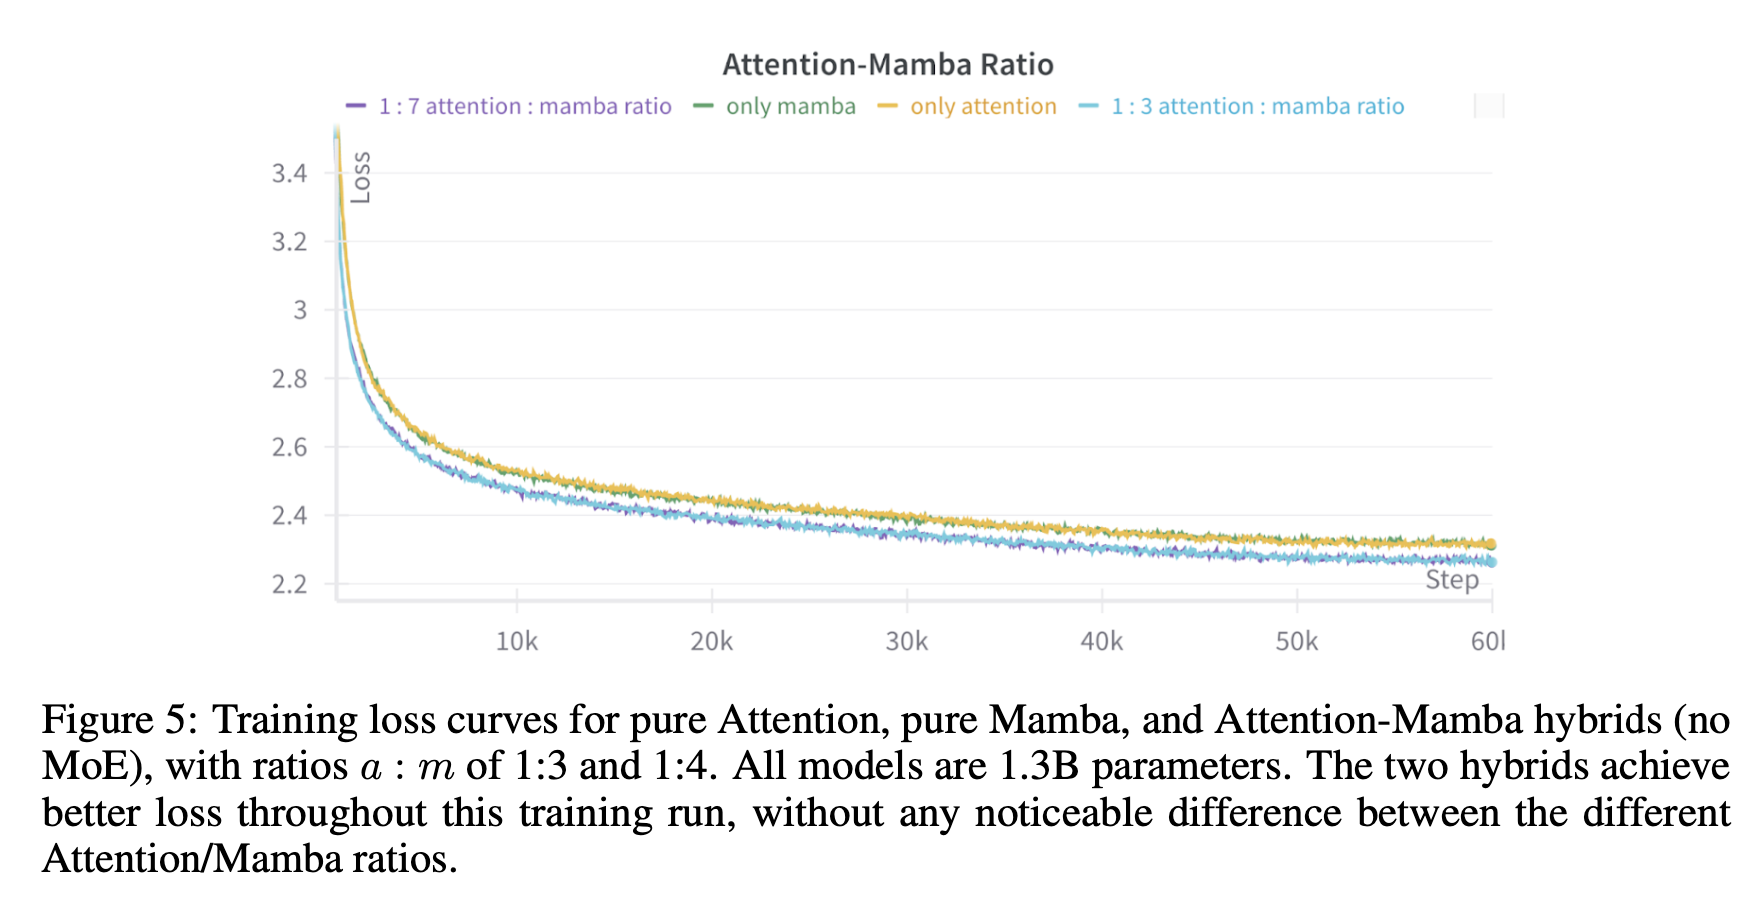 Attention-Mamba Ratio
1 : 7 attention : mamba ratio only mamba only attention 1 : 3 attention : mamba ratio
Loss
3.4
3.2
3
2.8
2.6
2.4
2.2
Step
10k 20k 30k 40k 50k 60l
Figure 5: Training loss curves for pure Attention, pure Mamba, and Attention-Mamba hybrids (no
MoE), with ratios a : m of 1:3 and 1:4. All models are 1.3B parameters. The two hybrids achieve
better loss throughout this training run, without any noticeable difference between the different
Attention/Mamba ratios.